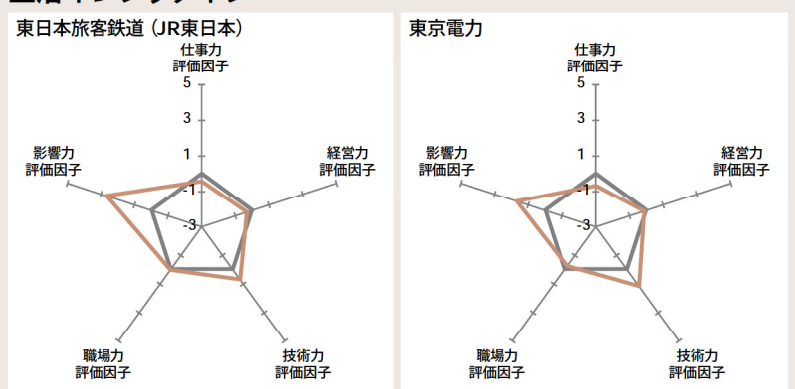 東日本旅客鉄道（JR東日本）
仕事力
評価因子
5
3
1
-1
-3
影響力
評価因子
経営力
評価因子
職場力
評価因子
技術力
評価因子
東京電力
仕事力
評価因子
5
3
1
-1
-3
影響力
評価因子
経営力
評価因子
職場力
評価因子
技術力
評価因子